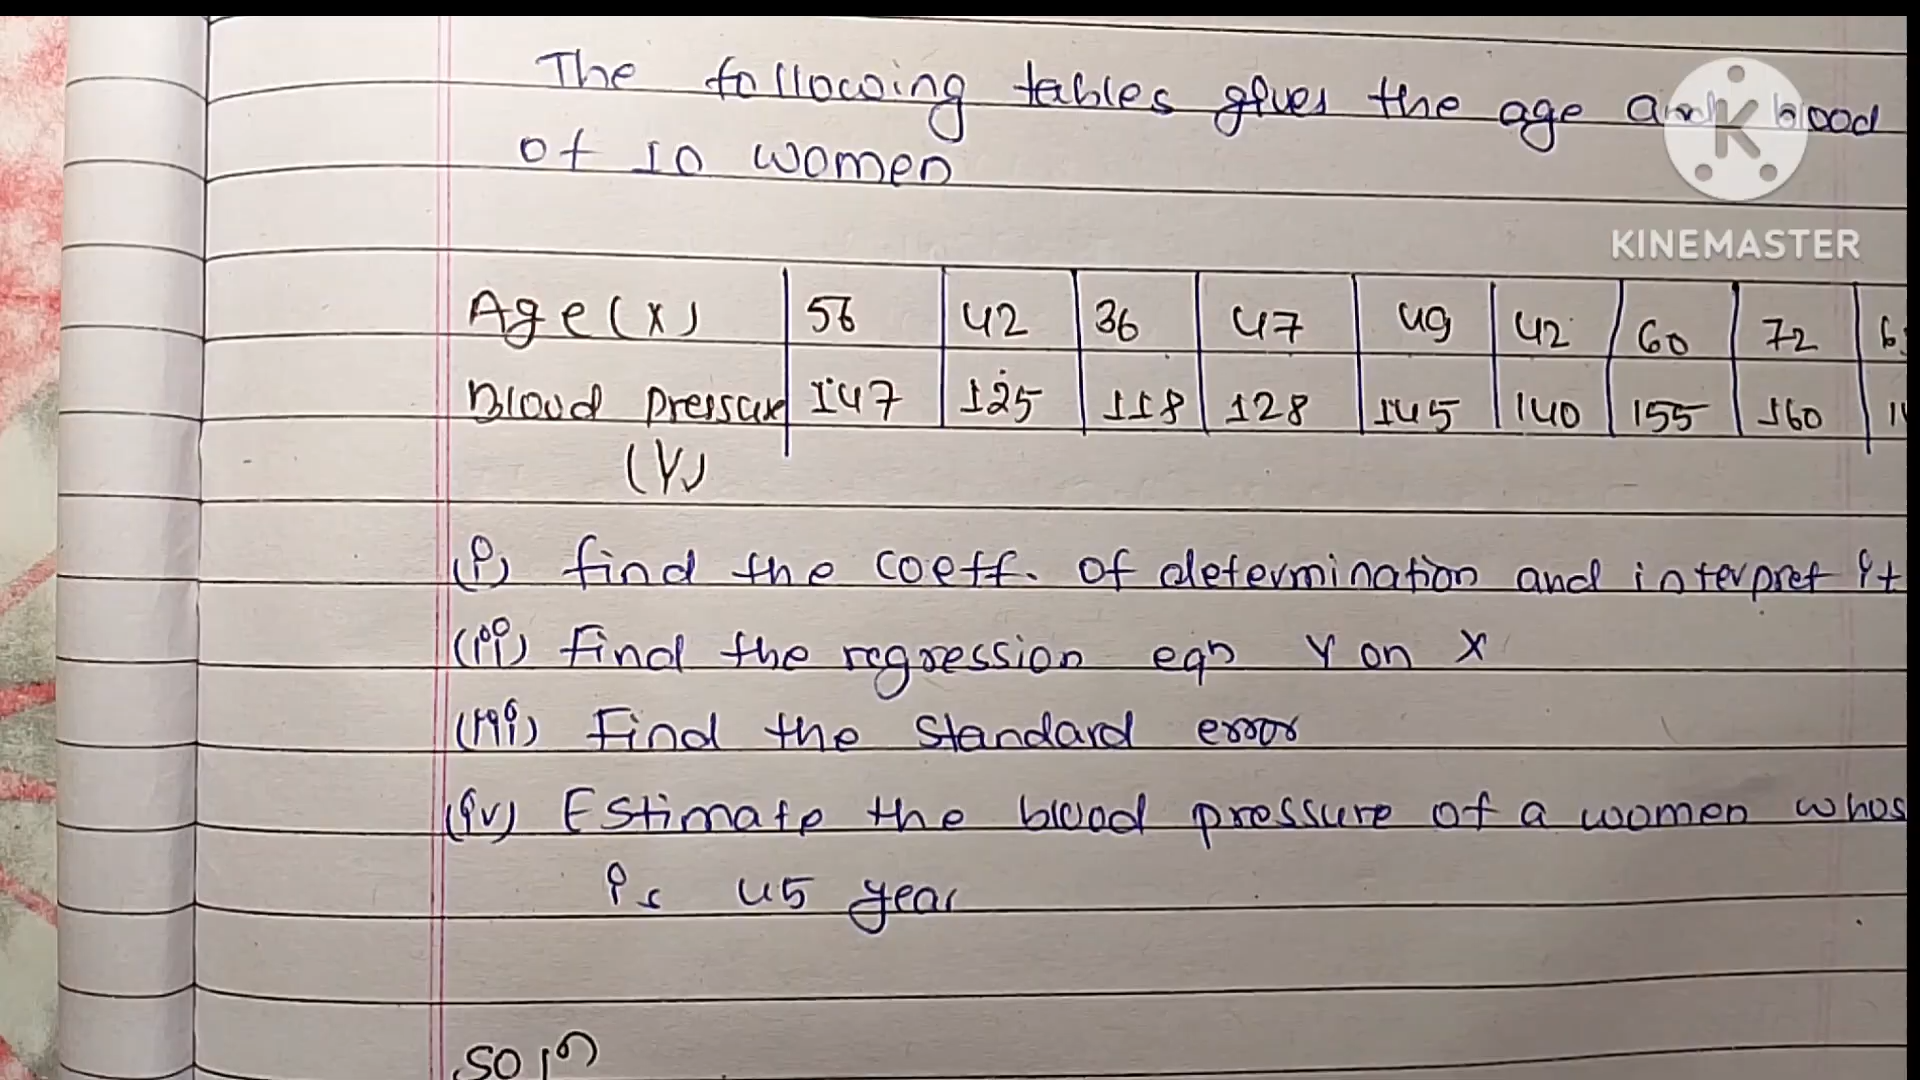 The following tables gives the age and blood
of 10 women
KINEMASTER
Age (X) 56 42 36 47 49 42 60 72
Blood pressure 147 125 118 128 145 140 155 160
(Y)
(i) find the coeff. of determination and interpret it
(ii) find the regression eqn Y on X
(iii) Find the standard error
(iv) Estimate the blood pressure of a women whos
is 45 year
Soln